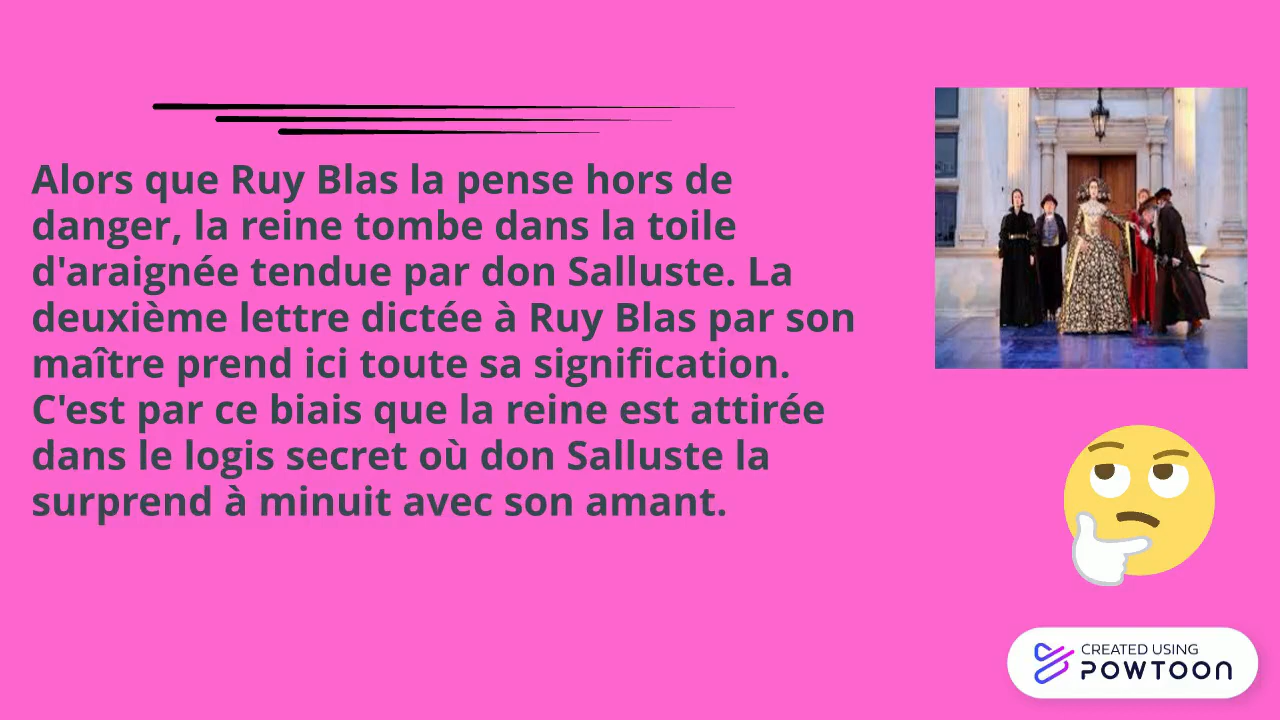 Alors que Ruy Blas la pense hors de
danger, la reine tombe dans la toile
d'araignée tendue par don Salluste. La
deuxième lettre dictée à Ruy Blas par son
maître prend ici toute sa signification.
C'est par ce biais que la reine est attirée
dans le logis secret où don Salluste la
surprend à minuit avec son amant.
CREATED USING
POWTOON